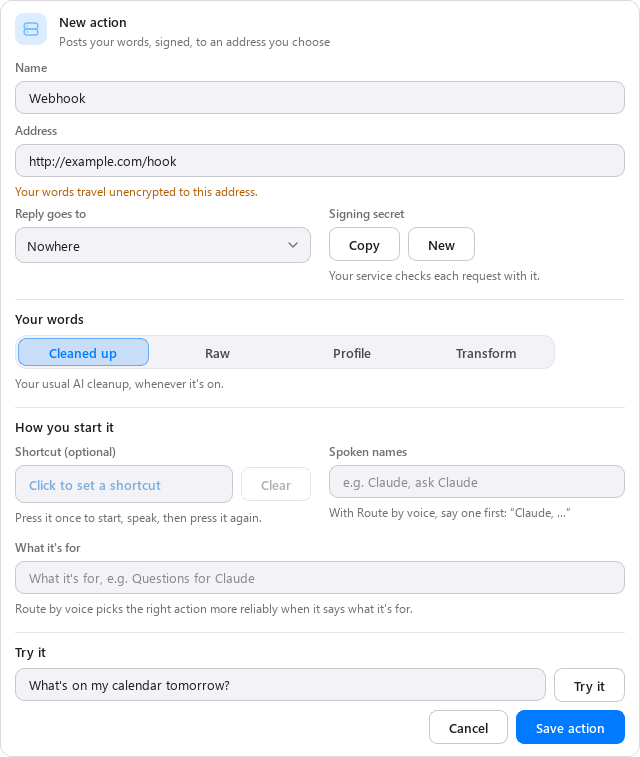 New action
Posts your words, signed, to an address you choose
Name
Webhook
Address
http://example.com/hook
Your words travel unencrypted to this address.
Reply goes to
Signing secret
Nowhere
Copy
New
Your service checks each request with it.
Your words
Cleaned up
Raw
Profile
Transform
Your usual AI cleanup, whenever it's on.
How you start it
Shortcut (optional)
Spoken names
Click to set a shortcut
Clear
e.g. Claude, ask Claude
Press it once to start, speak, then press it again.
With Route by voice, say one first: “Claude, ...”
What it's for
What it's for, e.g. Questions for Claude
Route by voice picks the right action more reliably when it says what it's for.
Try it
What's on my calendar tomorrow?
Try it
Cancel
Save action